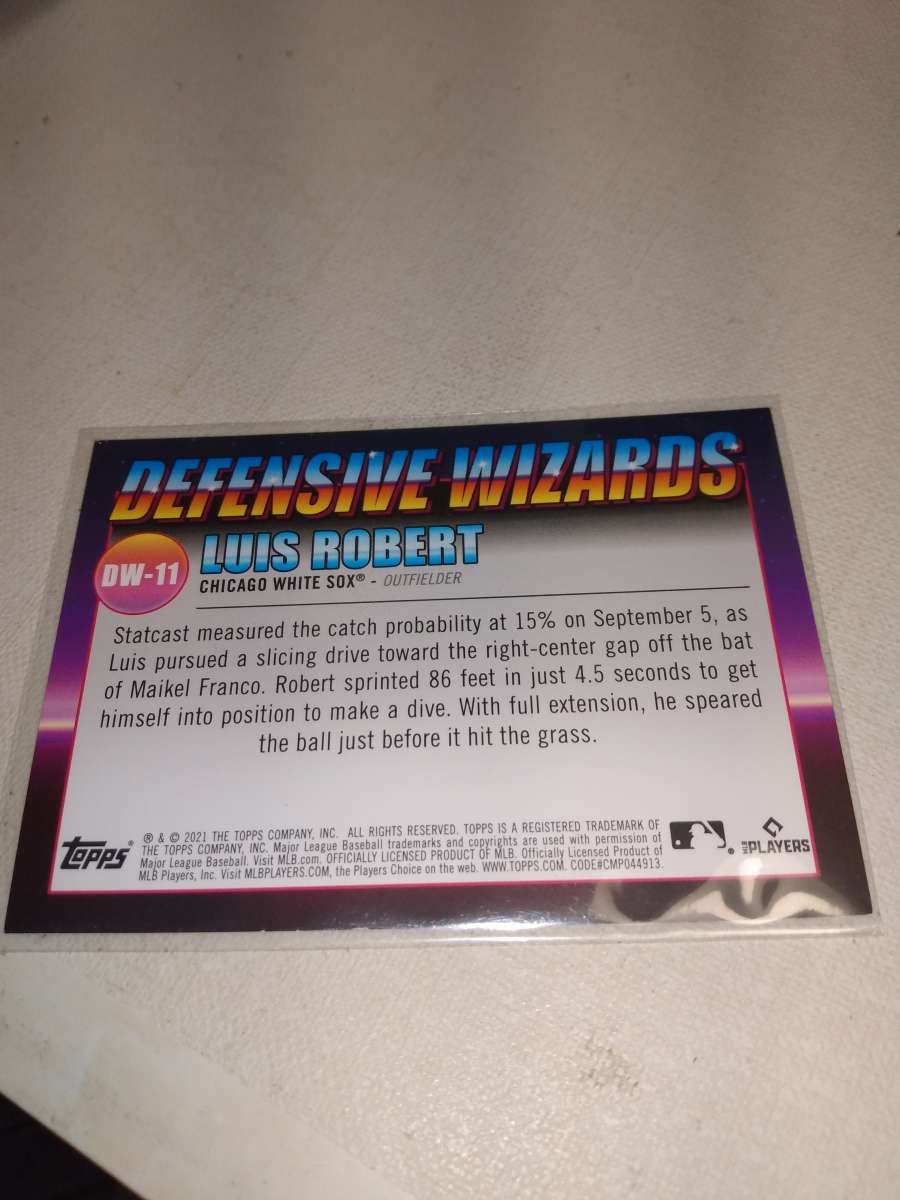 DEFENSIVE WIZARDS
LUIS ROBERT
DW-11
CHICAGO WHITE SOX® - OUTFIELDER
Statcast measured the catch probability at 15% on September 5, as
Luis pursued a slicing drive toward the right-center gap off the bat
of Maikel Franco. Robert sprinted 86 feet in just 4.5 seconds to get
himself into position to make a dive. With full extension, he speared
the ball just before it hit the grass.
Topps®
® & © 2021 THE TOPPS COMPANY, INC. ALL RIGHTS RESERVED. TOPPS IS A REGISTERED TRADEMARK OF
THE TOPPS COMPANY, INC. Major League Baseball trademarks and copyrights are used with permission of
Major League Baseball. Visit MLB.com. OFFICIALLY LICENSED PRODUCT OF MLB. Officially Licensed Product of
MLB Players, Inc. Visit MLBPLAYERS.COM, the Players Choice on the web. WWW.TOPPS.COM. CODE#CMP044913.
PLAYERS